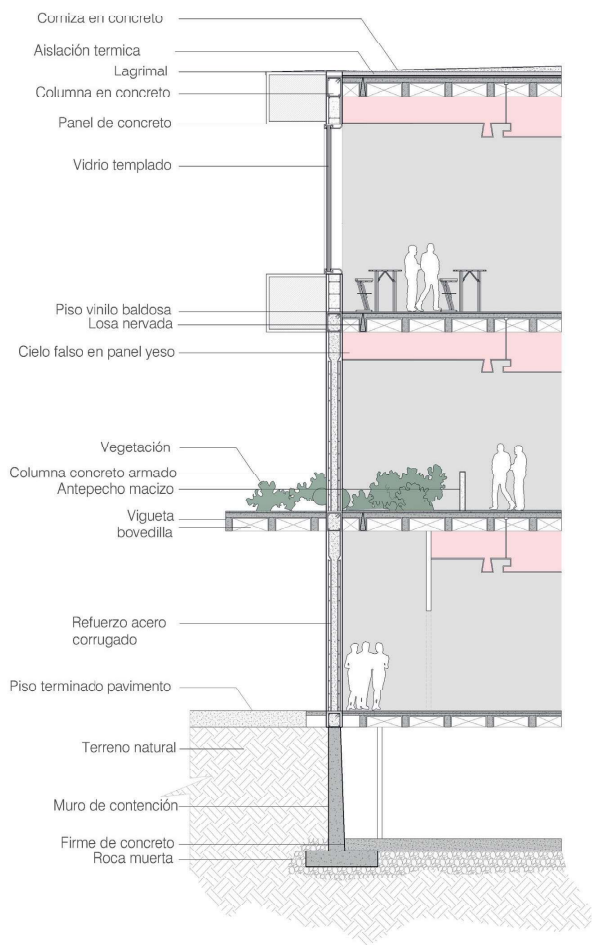 Corniza en concreto
Aislación termica
Lagrimal
Columna en concreto
Panel de concreto
Vidrio templado
Piso vinilo baldosa
Losa nervada
Cielo falso en panel yeso
Vegetación
Columna concreto armado
Antepecho macizo
Vigueta
bovedilla
Refuerzo acero
corrugado
Piso terminaco pavimento
Terreno natural
Muro de contención
Firme de concreto
Roca muerta